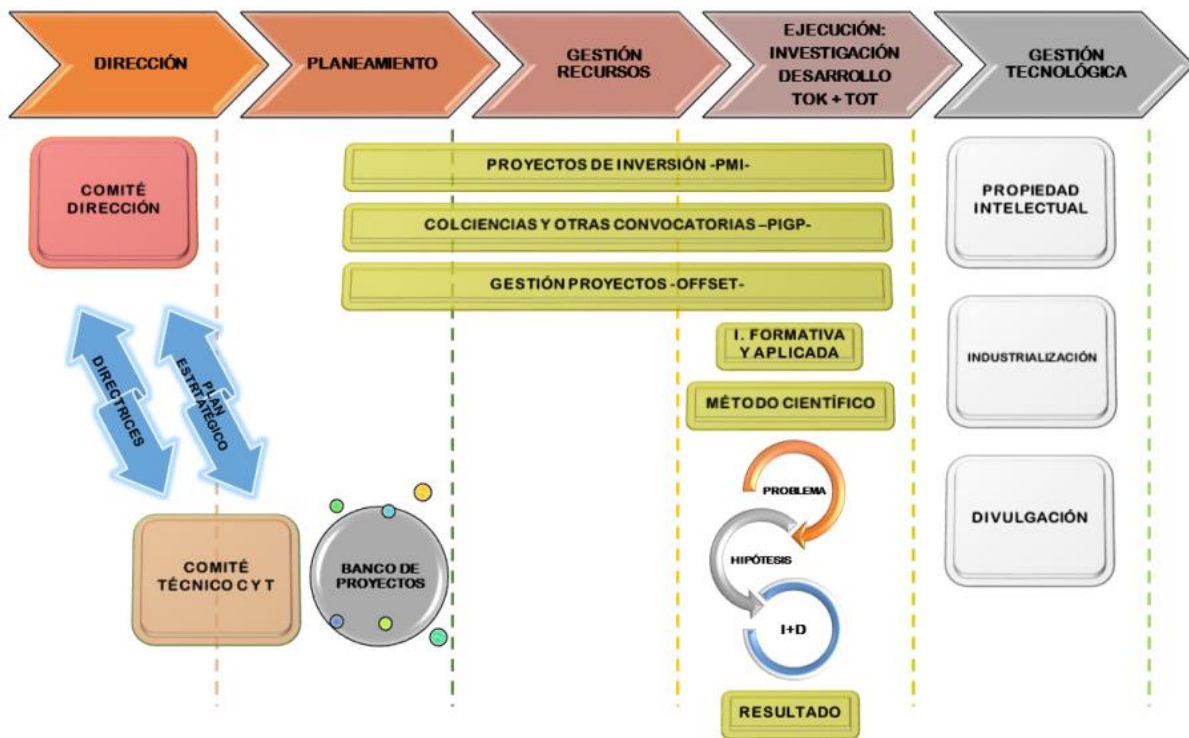 DIRECCIÓN
PLANEAMIENTO
GESTIÓN
RECURSOS
EJECUCIÓN:
INVESTIGACIÓN
DESARROLLO
TOK + TOT
GESTIÓN
TECNOLÓGICA
COMITÉ
DIRECCIÓN
PROYECTOS DE INVERSIÓN -PMI-
COLCIENCIAS Y OTRAS CONVOCATORIAS –PIGP-
GESTIÓN PROYECTOS -OFFSET-
I. FORMATIVA
Y APLICADA
MÉTODO CIENTÍFICO
PROBLEMA
HIPÓTESIS
I+D
RESULTADO
DIRECTRICES
PLAN
ESTRTATÉGICO
COMITÉ
TÉCNICO C Y T
BANCO DE
PROYECTOS
PROPIEDAD
INTELECTUAL
INDUSTRIALIZACIÓN
DIVULGACIÓN